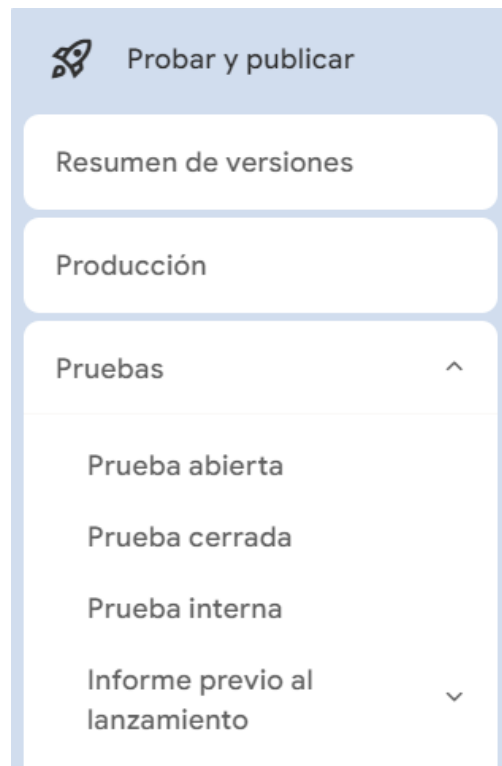 Probar y publicar
Resumen de versiones
Producción
Pruebas
Prueba abierta
Prueba cerrada
Prueba interna
Informe previo al
lanzamiento